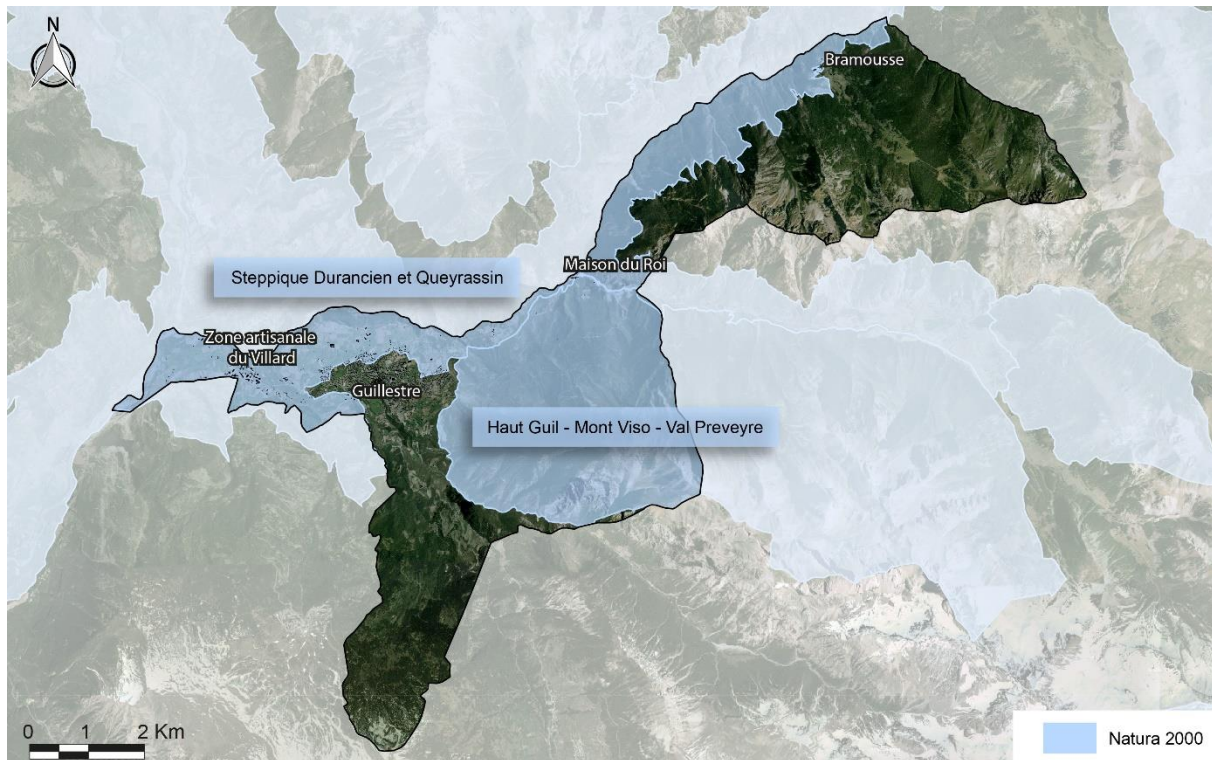 N
Bramousse
Maison du Roi
Steppique Durancien et Queyrassin
Zone artisanale
du Villard
Guillestre
Haut Guil - Mont Viso - Val Preveyre
0 1 2 Km
Natura 2000